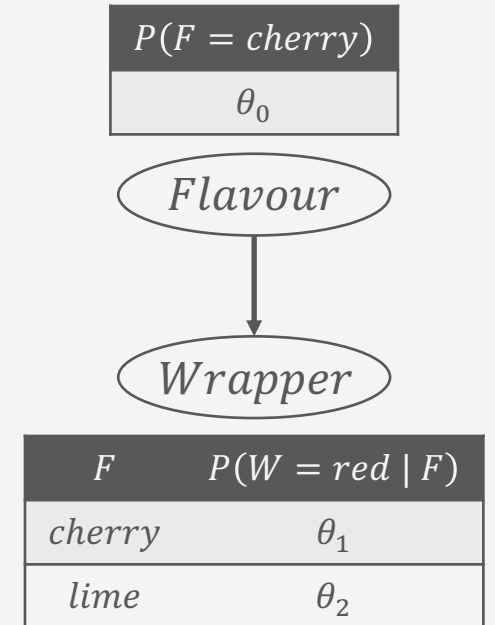 P(F = cherry)
θ₀
Flavour
Wrapper
F P(W = red | F)
cherry θ₁
lime θ₂